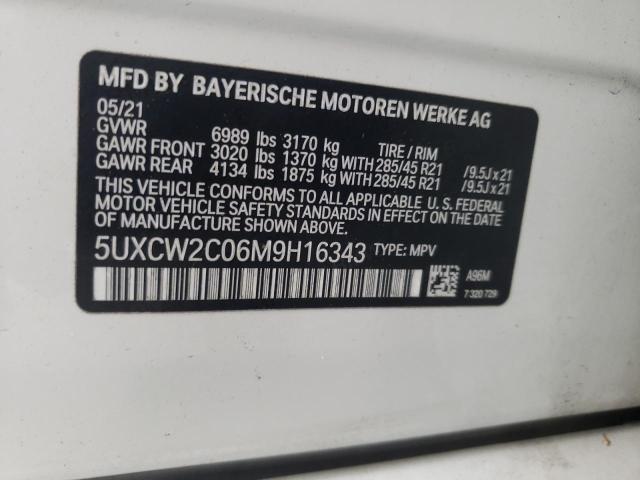 MFD BY BAYERISCHE MOTOREN WERKE AG
05/21
GVWR 6989 lbs 3170 kg TIRE / RIM
GAWR FRONT 3020 lbs 1370 kg WITH 285/45 R21 /9.5J x 21
GAWR REAR 4134 lbs 1875 kg WITH 285/45 R21 /9.5J x 21
THIS VEHICLE CONFORMS TO ALL APPLICABLE U. S. FEDERAL
MOTOR VEHICLE SAFETY STANDARDS IN EFFECT ON THE DATE
OF MANUFACTURE SHOWN ABOVE.
5UXCW2C06M9H16343 TYPE: MPV
A96M
7 320 729